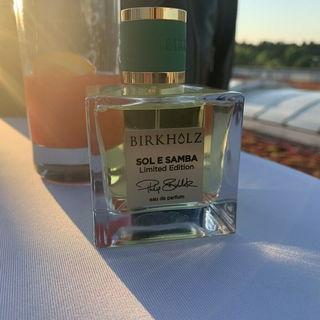 BIRKHOLZ
SOL E SAMBA
Limited Edition
eau de parfum